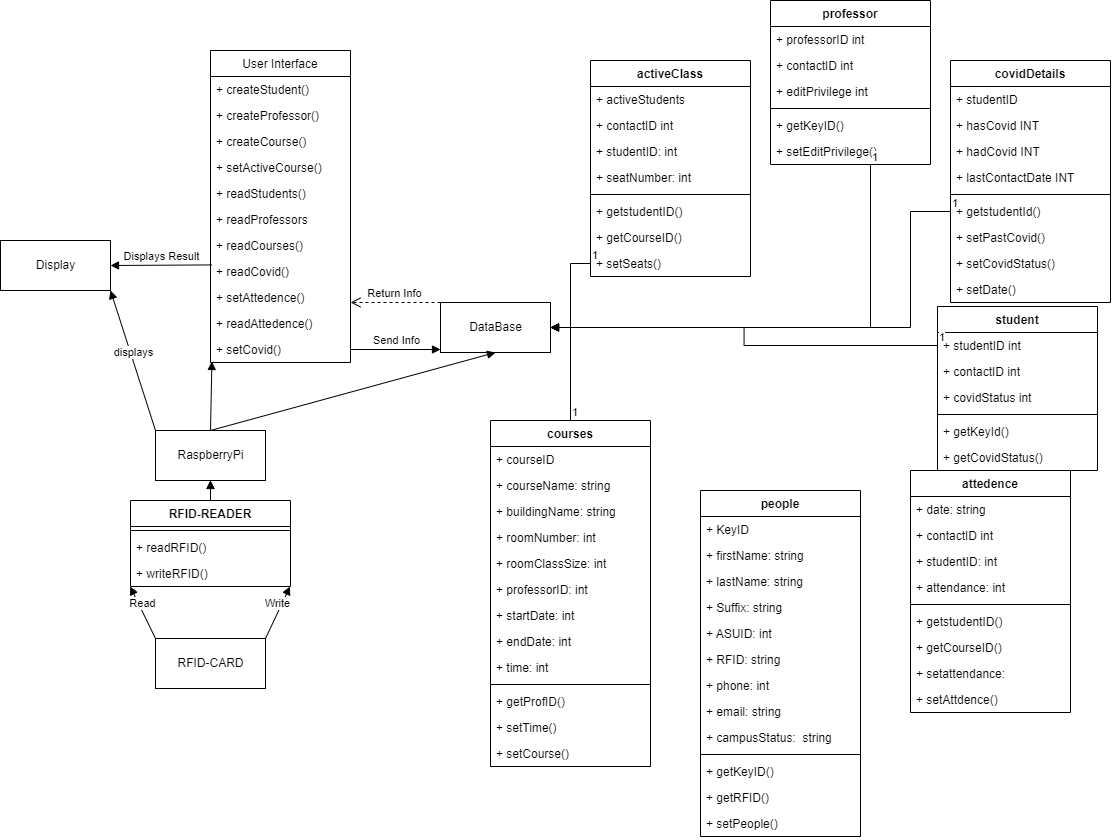 professor
+ professorID int
+ contactID int
+ editPrivilege int
+ getKeyID()
+ setEditPrivilege()
1
User Interface
+ createStudent()
+ createProfessor()
+ createCourse()
+ setActiveCourse()
+ readStudents()
+ readProfessors
+ readCourses()
+ readCovid()
+ setAttedence()
+ readAttedence()
+ setCovid()
activeClass
+ activeStudents
+ contactID int
+ studentID: int
+ seatNumber: int
+ getstudentID()
+ getCourseID()
1
+ setSeats()
covidDetails
+ studentID
+ hasCovid INT
+ hadCovid INT
+ lastContactDate INT
1
+ getstudentId()
+ setPastCovid()
+ setCovidStatus()
+ setDate()
Display
Displays Result
displays
Return Info
Send Info
DataBase
student
1
+ studentID int
+ contactID int
+ covidStatus int
+ getKeyId()
+ getCovidStatus()
RaspberryPi
RFID-READER
+ readRFID()
+ writeRFID()
Read
Write
RFID-CARD
1
courses
+ courseID
+ courseName: string
+ buildingName: string
+ roomNumber: int
+ roomClassSize: int
+ professorID: int
+ startDate: int
+ endDate: int
+ time: int
+ getProfID()
+ setTime()
+ setCourse()
people
+ KeyID
+ firstName: string
+ lastName: string
+ Suffix: string
+ ASUID: int
+ RFID: string
+ phone: int
+ email: string
+ campusStatus: string
+ getKeyID()
+ getRFID()
+ setPeople()
attedence
+ date: string
+ contactID int
+ studentID: int
+ attendance: int
+ getstudentID()
+ getCourseID()
+ setattendance:
+ setAttdence()